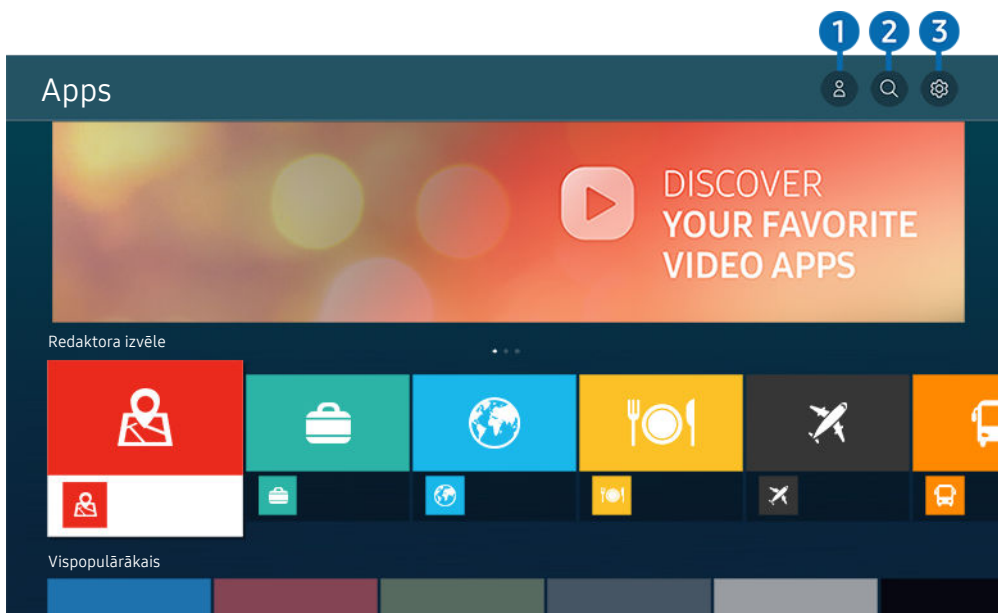 1 2 3
Apps
DISCOVER
YOUR FAVORITE
VIDEO APPS
Redaktora izvēle
Vispopulārākais